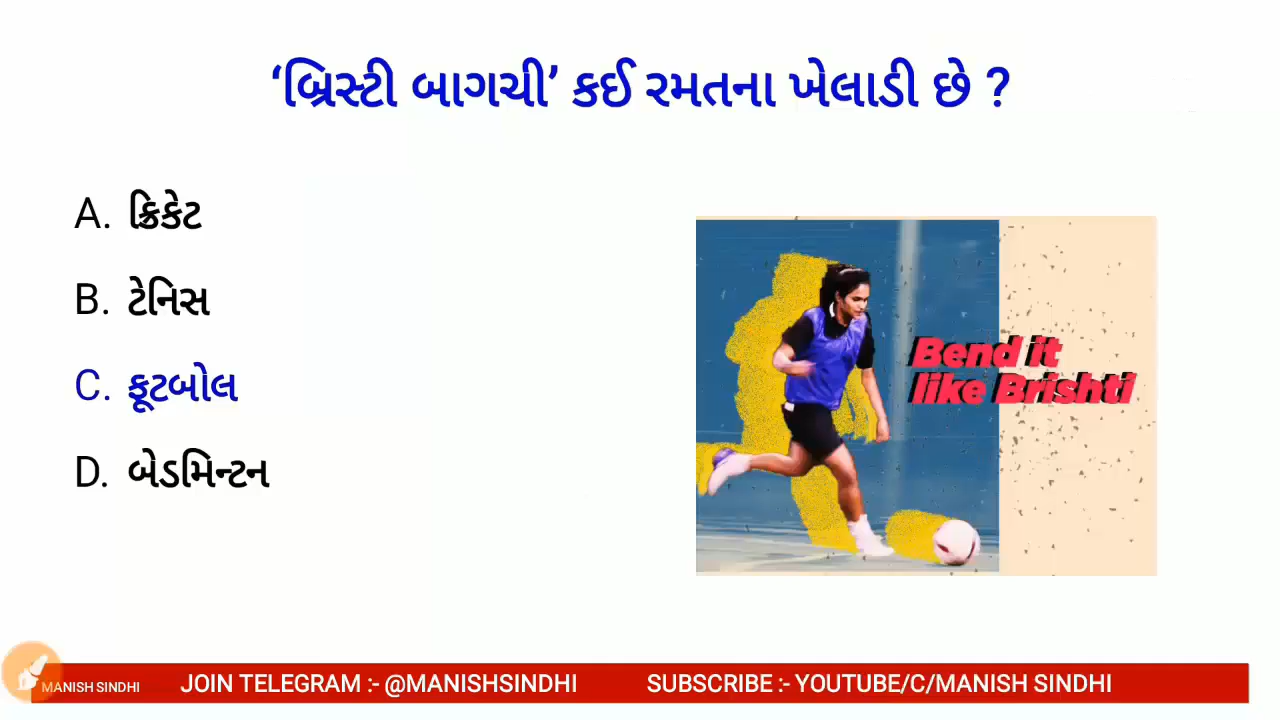 ‘બ્રિસ્ટી બાગચી’ કઈ રમતના ખેલાડી છે ?
A. ક્રિકેટ
B. ટેનિસ
C. ફૂટબોલ
D. બેડમિન્ટન
Bend it
like Brishti
MANISH SINDHI
JOIN TELEGRAM :- @MANISHSINDHI
SUBSCRIBE :- YOUTUBE/C/MANISH SINDHI